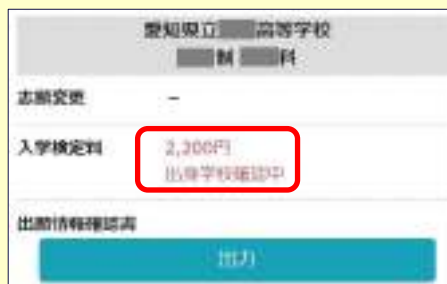 愛知県立 高等学校
制 科
志願変更 −
入学検定料 2,200円
出身学校確認中
出願情報確認書
出力